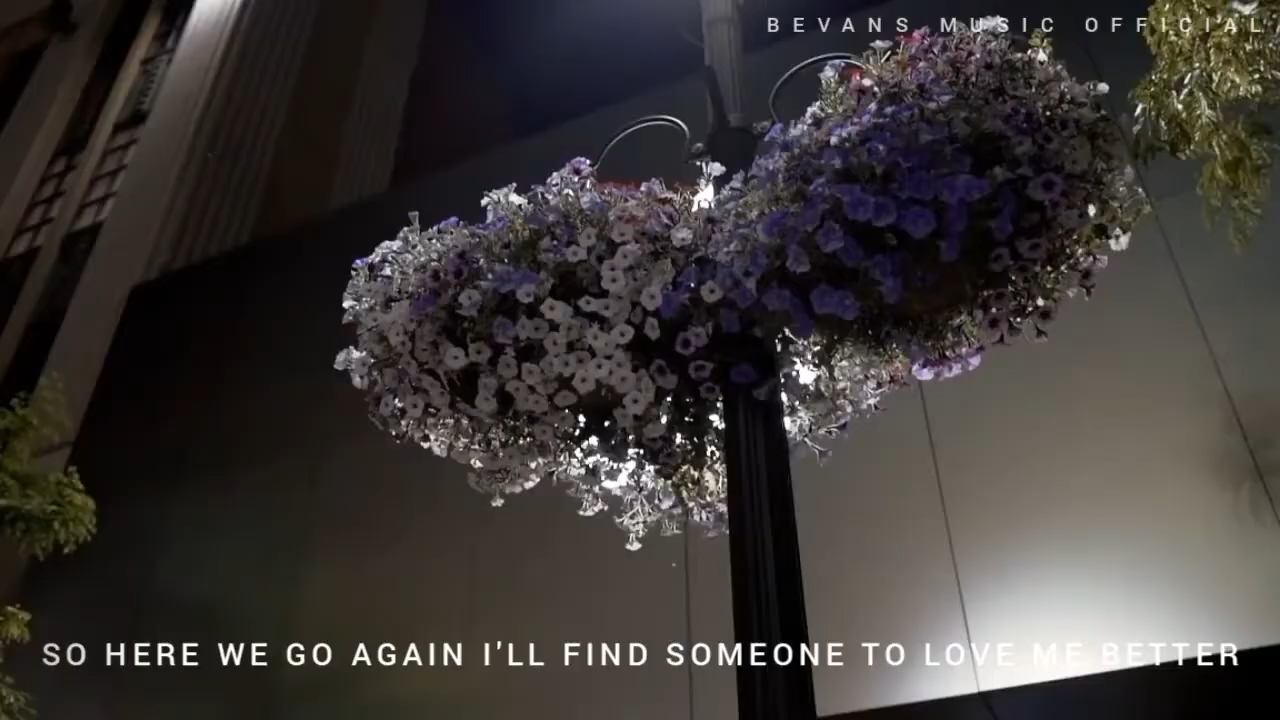 BEVANS MUSIC OFFICIAL
SO HERE WE GO AGAIN I'LL FIND SOMEONE TO LOVE ME BETTER